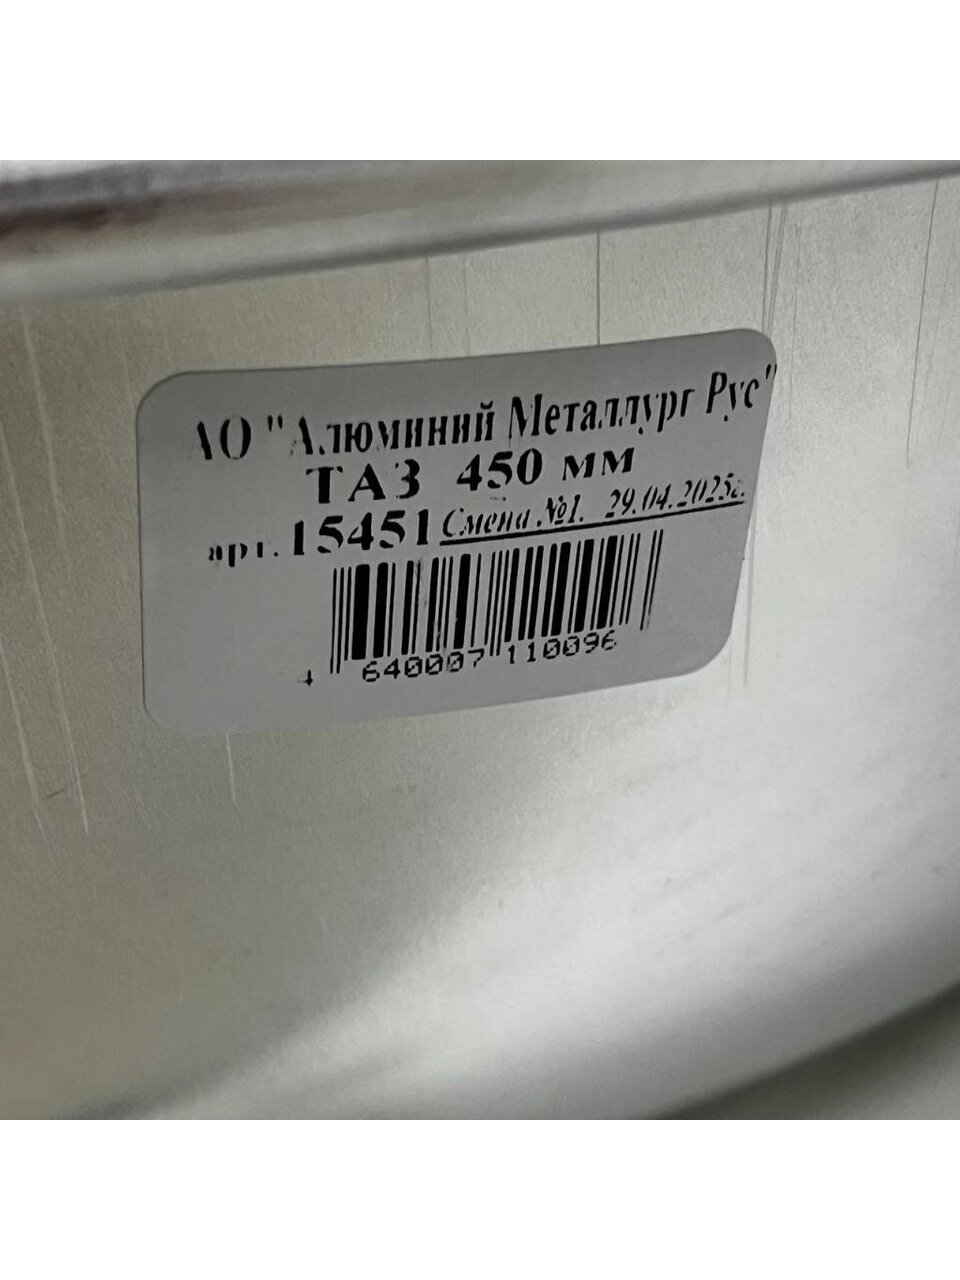 АО "Алюминий Металлург Рус"
ТАЗ 450 мм
арт. 15451 Смена №1. 29.04.2025г.
4 640007 110096